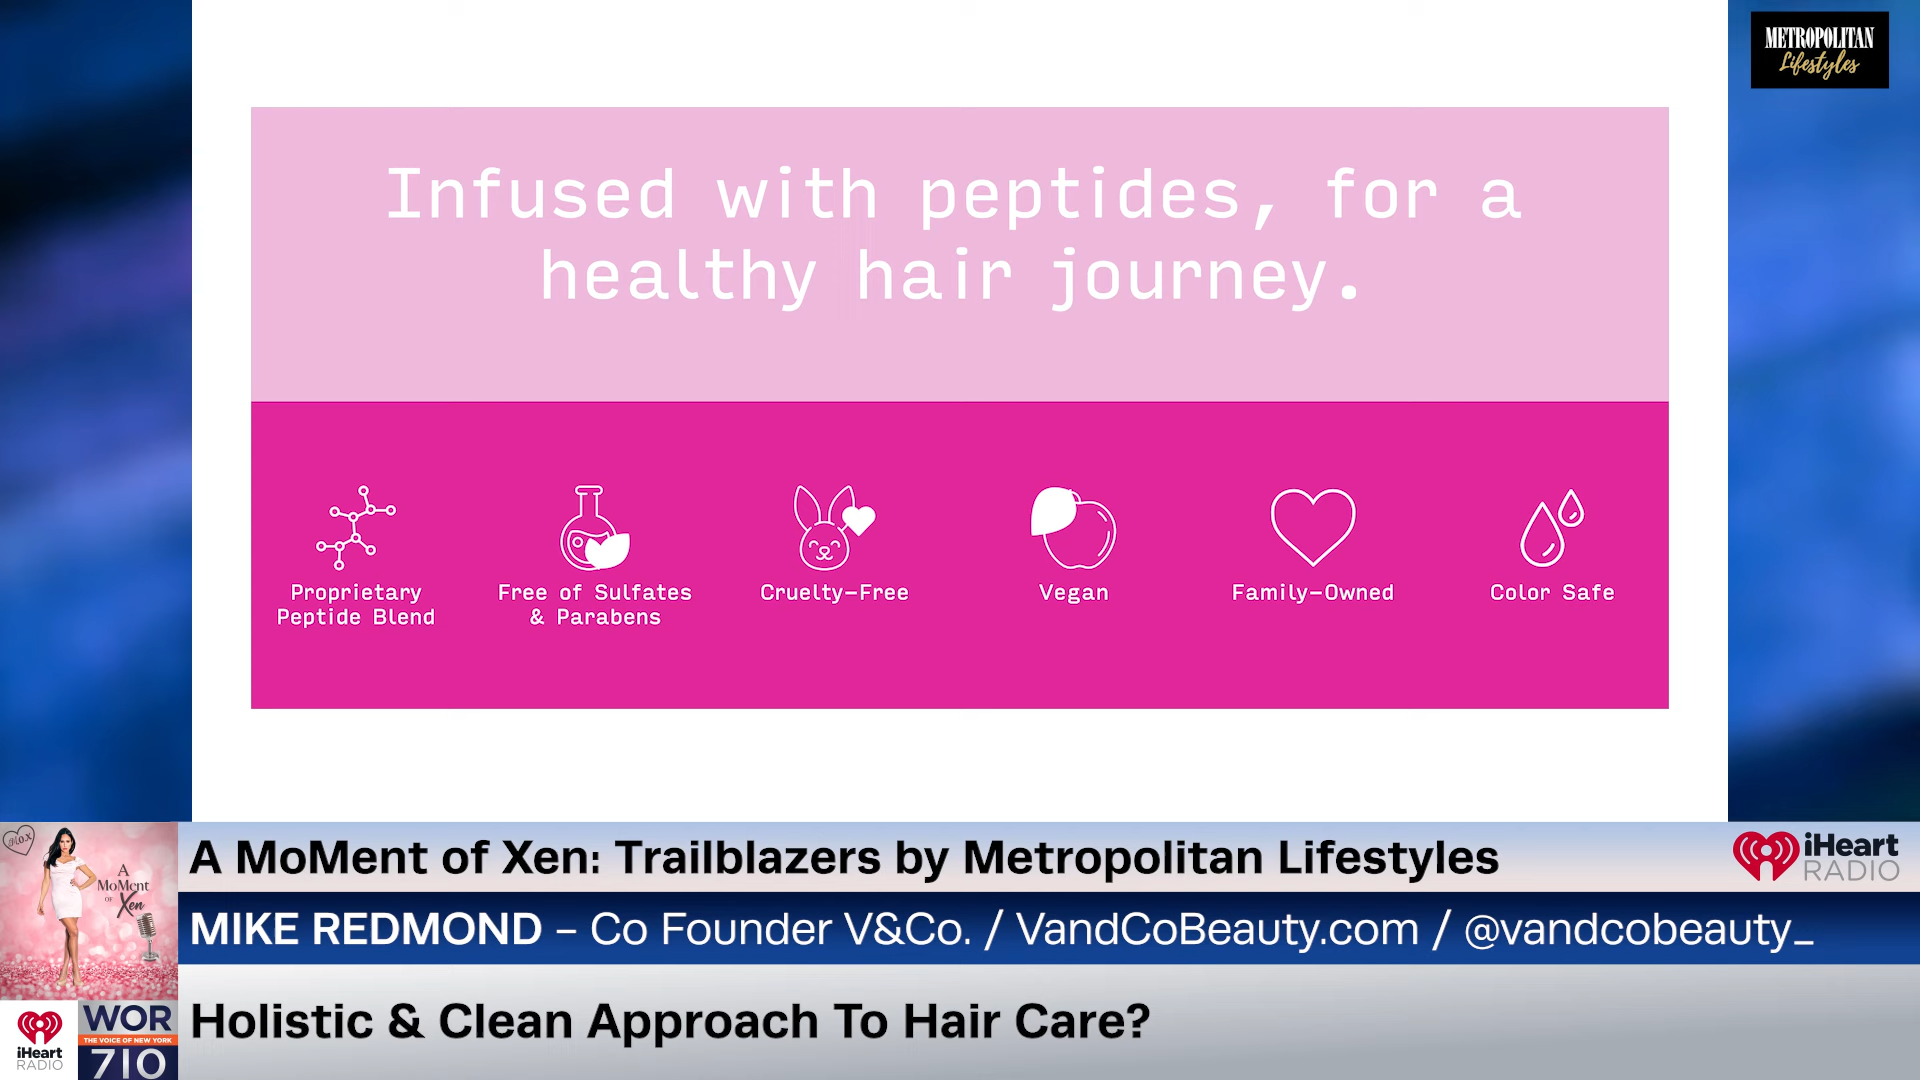 METROPOLITAN
Lifestyles
Infused with peptides, for a
healthy hair journey.
Proprietary
Peptide Blend
Free of Sulfates
& Parabens
Cruelty-Free
Vegan
Family-Owned
Color Safe
M.O.X
A
MoMent
OF
Xen
A MoMent of Xen: Trailblazers by Metropolitan Lifestyles
iHeart
RADIO
MIKE REDMOND – Co Founder V&Co. / VandCoBeauty.com / @vandcobeauty_
Holistic & Clean Approach To Hair Care?
iHeart
RADIO
WOR
THE VOICE OF NEW YORK
710